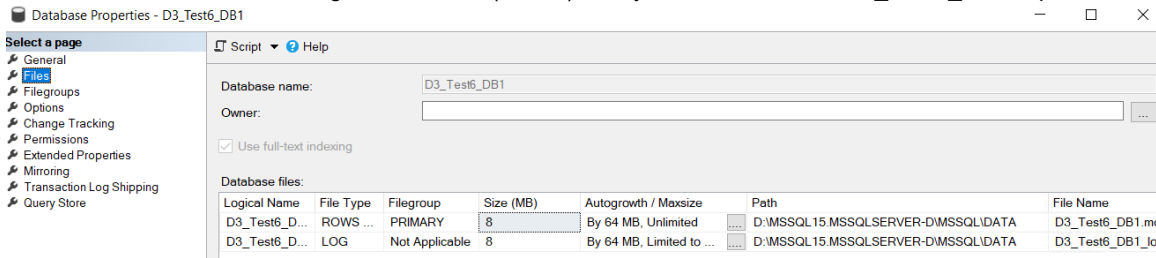 Database Properties - D3_Test6_DB1
Select a page
General
Files
Filegroups
Options
Change Tracking
Permissions
Extended Properties
Mirroring
Transaction Log Shipping
Query Store
Script Help
Database name: D3_Test6_DB1
Owner: ...
Use full-text indexing
Database files:
Logical Name File Type Filegroup Size (MB) Autogrowth / Maxsize Path File Name
D3_Test6_D... ROWS ... PRIMARY 8 By 64 MB, Unlimited ... D:\MSSQL15.MSSQLSERVER-D\MSSQL\DATA D3_Test6_DB1.m
D3_Test6_D... LOG Not Applicable 8 By 64 MB, Limited to ... ... D:\MSSQL15.MSSQLSERVER-D\MSSQL\DATA D3_Test6_DB1_lo